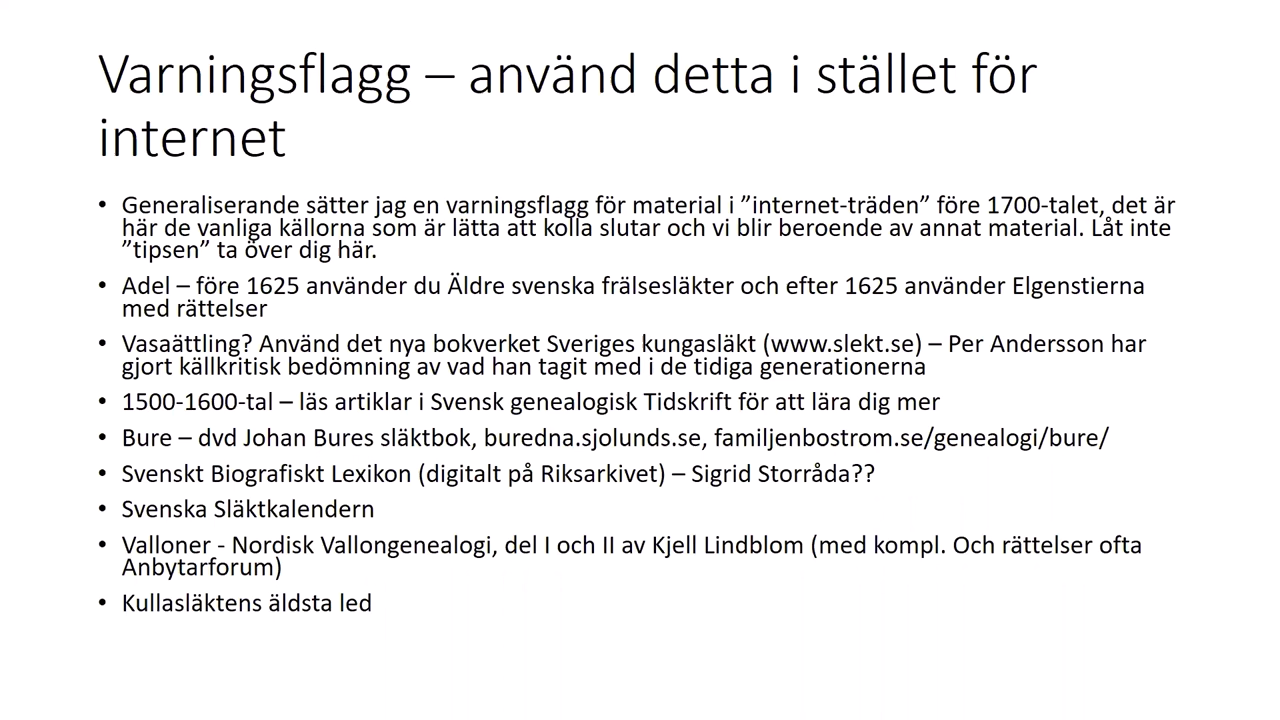 Varningsflagg – använd detta i stället för
internet
• Generaliserande sätter jag en varningsflagg för material i ”internet-träden” före 1700-talet, det är
här de vanliga källorna som är lätta att kolla slutar och vi blir beroende av annat material. Låt inte
”tipsen” ta över dig här.
• Adel – före 1625 använder du Äldre svenska frälsesläkter och efter 1625 använder Elgenstierna
med rättelser
• Vasaättling? Använd det nya bokverket Sveriges kungasläkt (www.slekt.se) – Per Andersson har
gjort källkritisk bedömning av vad han tagit med i de tidiga generationerna
• 1500-1600-tal – läs artiklar i Svensk genealogisk Tidskrift för att lära dig mer
• Bure – dvd Johan Bures släktbok, buredna.sjolunds.se, familjenbostrom.se/genealogi/bure/
• Svenskt Biografiskt Lexikon (digitalt på Riksarkivet) – Sigrid Storråda??
• Svenska Släktkalendern
• Valloner - Nordisk Vallongenealogi, del I och II av Kjell Lindblom (med kompl. Och rättelser ofta
Anbytarforum)
• Kullasläktens äldsta led